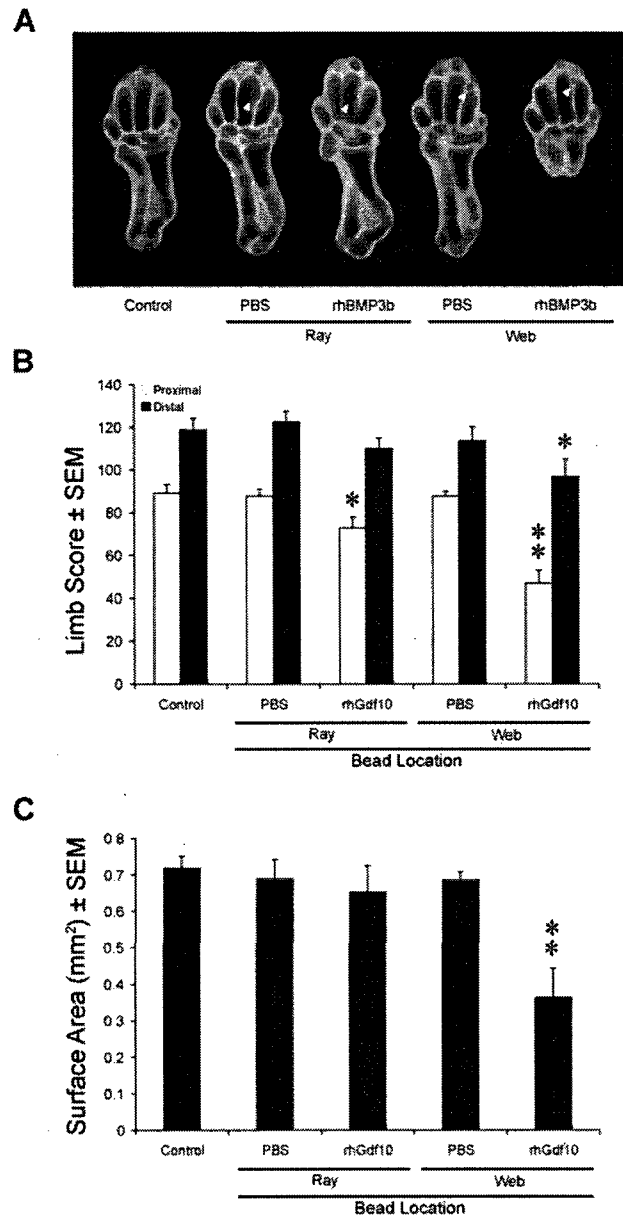 A
Control PBS rhBMP3b PBS rhBMP3b
Ray Web
B
Limb Score ± SEM
140
120
100
80
60
40
20
0
Proximal
Distal
*
**
*
Control PBS rhGdf10 PBS rhGdf10
Ray Web
Bead Location
C
Surface Area (mm²) ± SEM
0.8
0.7
0.6
0.5
0.4
0.3
0.2
0.1
0
**
Control PBS rhGdf10 PBS rhGdf10
Ray Web
Bead Location